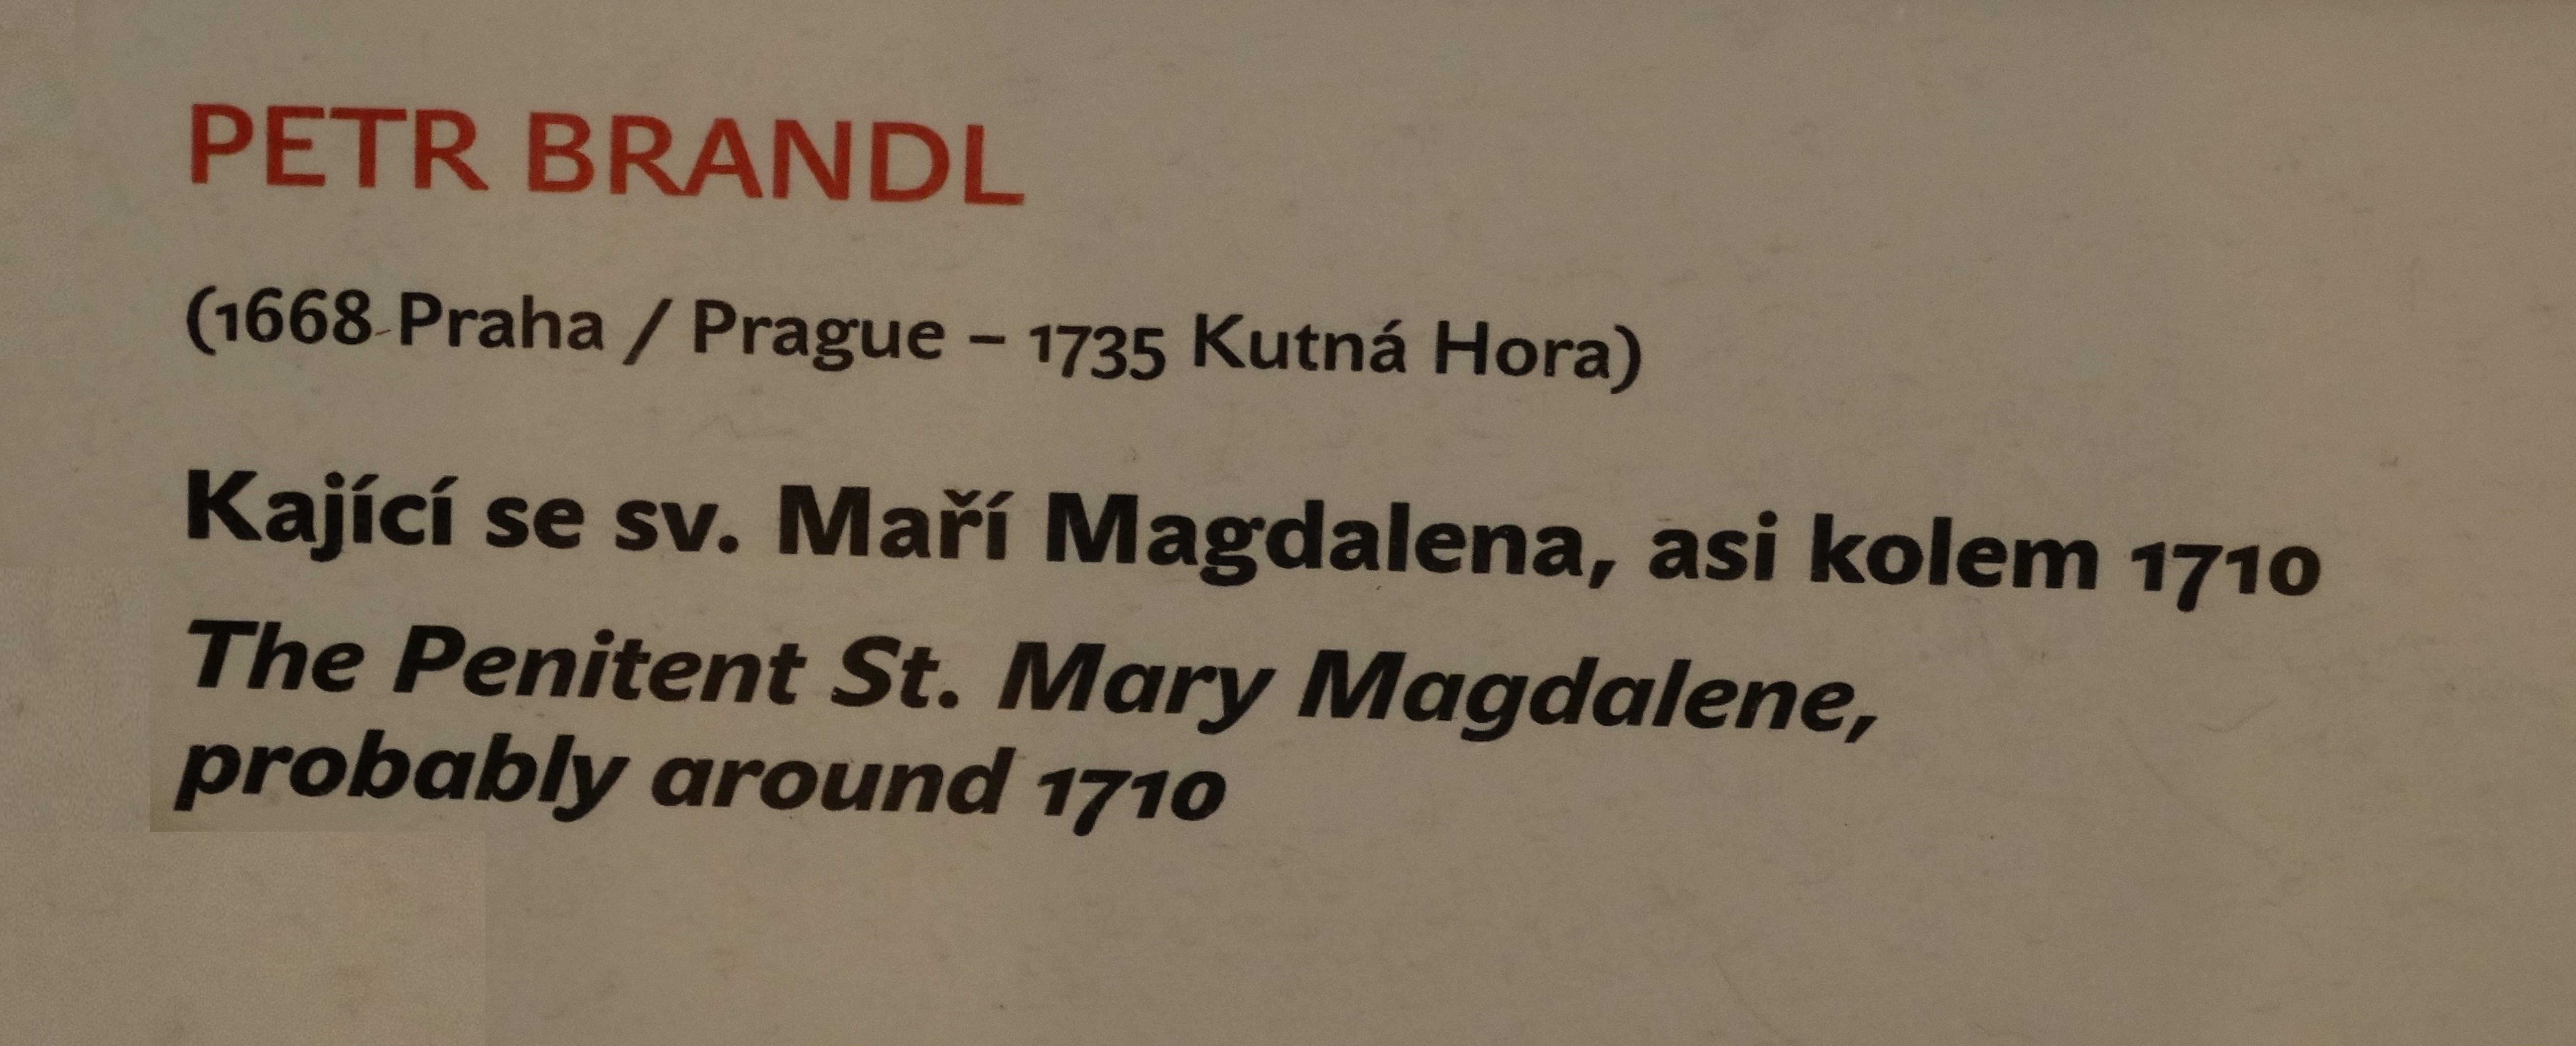 PETR BRANDL
(1668 Praha / Prague – 1735 Kutná Hora)
Kající se sv. Maří Magdalena, asi kolem 1710
The Penitent St. Mary Magdalene,
probably around 1710